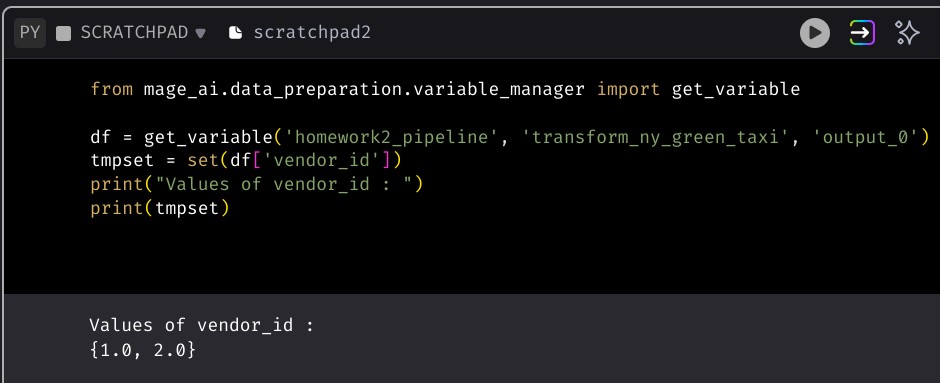 PY SCRATCHPAD scratchpad2
from mage_ai.data_preparation.variable_manager import get_variable
df = get_variable('homework2_pipeline', 'transform_ny_green_taxi', 'output_0')
tmpset = set(df['vendor_id'])
print("Values of vendor_id : ")
print(tmpset)
Values of vendor_id :
{1.0, 2.0}